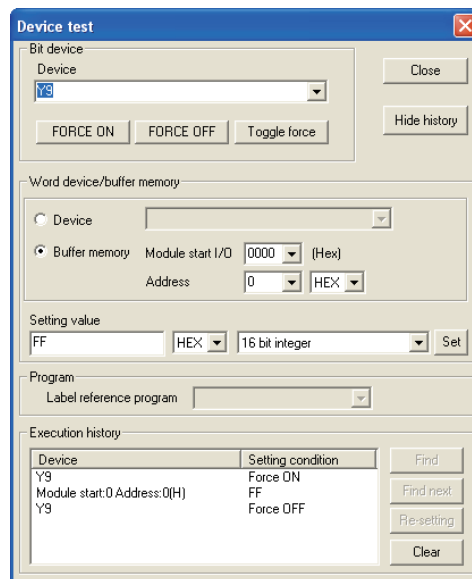 Device test
Bit device
Device
Y9
Close
FORCE ON FORCE OFF Toggle force
Hide history
Word device/buffer memory
Device
Buffer memory Module start I/O 0000 (Hex)
Address 0 HEX
Setting value
FF HEX 16 bit integer Set
Program
Label reference program
Execution history
Device Setting condition
Y9 Force ON
Module start:0 Address:0(H) FF
Y9 Force OFF
Find
Find next
Re-setting
Clear